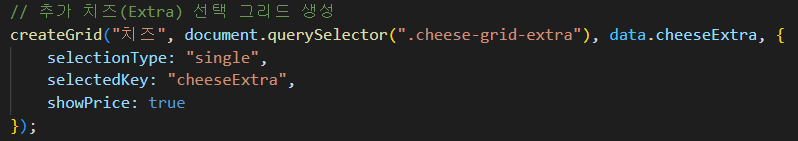 // 추가 치즈(Extra) 선택 그리드 생성
createGrid("치즈", document.querySelector(".cheese-grid-extra"), data.cheeseExtra, {
    selectionType: "single",
    selectedKey: "cheeseExtra",
    showPrice: true
});